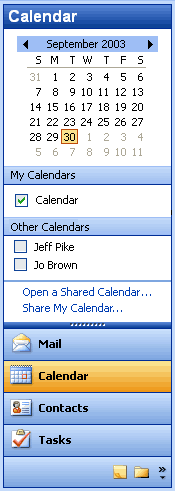 Calendar
September 2003
S M T W T F S
31 1 2 3 4 5 6
7 8 9 10 11 12 13
14 15 16 17 18 19 20
21 22 23 24 25 26 27
28 29 30 1 2 3 4
5 6 7 8 9 10 11
My Calendars
Calendar
Other Calendars
Jeff Pike
Jo Brown
Open a Shared Calendar...
Share My Calendar...
Mail
Calendar
Contacts
Tasks